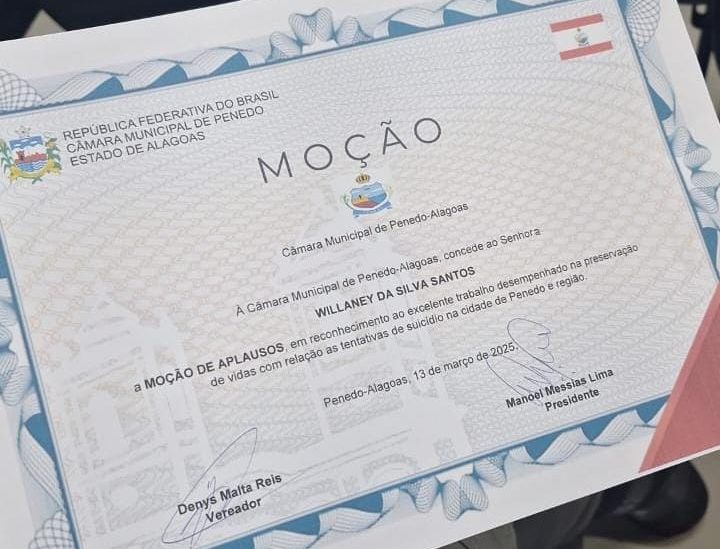 REPÚBLICA FEDERATIVA DO BRASIL
CÂMARA MUNICIPAL DE PENEDO
ESTADO DE ALAGOAS
MOÇÃO
Câmara Municipal de Penedo-Alagoas
À Câmara Municipal de Penedo-Alagoas, concede ao Senhora
WILLANEY DA SILVA SANTOS
a MOÇÃO DE APLAUSOS, em reconhecimento ao excelente trabalho desempenhado na preservação
de vidas com relação as tentativas de suicídio na cidade de Penedo e região.
Penedo-Alagoas, 13 de março de 2025.
Manoel Messias Lima
Presidente
Denys Malta Reis
Vereador